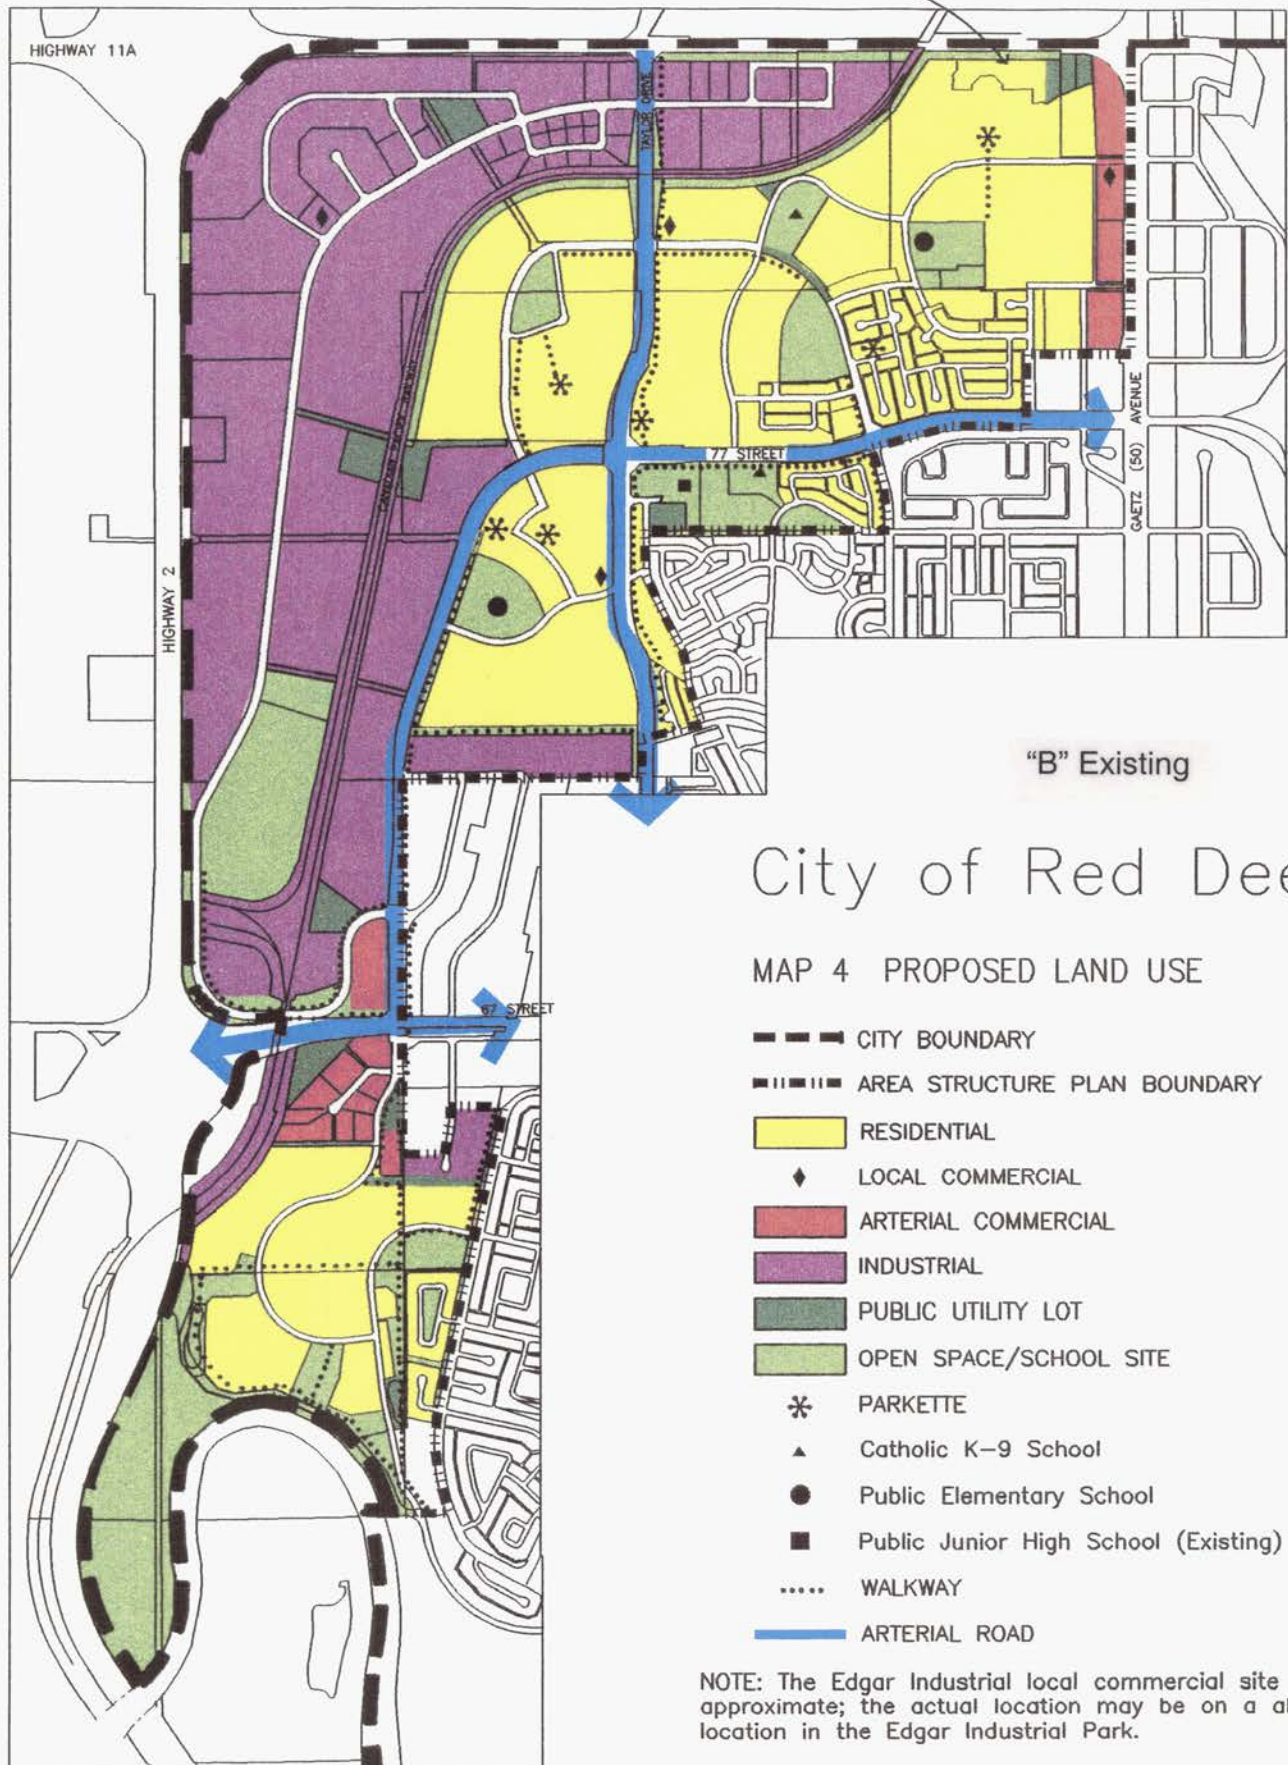 HIGHWAY 11A
TAYLOR DRIVE
CANADIAN PACIFIC RAILWAY
77 STREET
GAETZ (50) AVENUE
HIGHWAY 2
67 STREET
"B" Existing
City of Red Dee
MAP 4 PROPOSED LAND USE
CITY BOUNDARY
AREA STRUCTURE PLAN BOUNDARY
RESIDENTIAL
LOCAL COMMERCIAL
ARTERIAL COMMERCIAL
INDUSTRIAL
PUBLIC UTILITY LOT
OPEN SPACE/SCHOOL SITE
PARKETTE
Catholic K-9 School
Public Elementary School
Public Junior High School (Existing)
WALKWAY
ARTERIAL ROAD
NOTE: The Edgar Industrial local commercial site
approximate; the actual location may be on a
location in the Edgar Industrial Park.